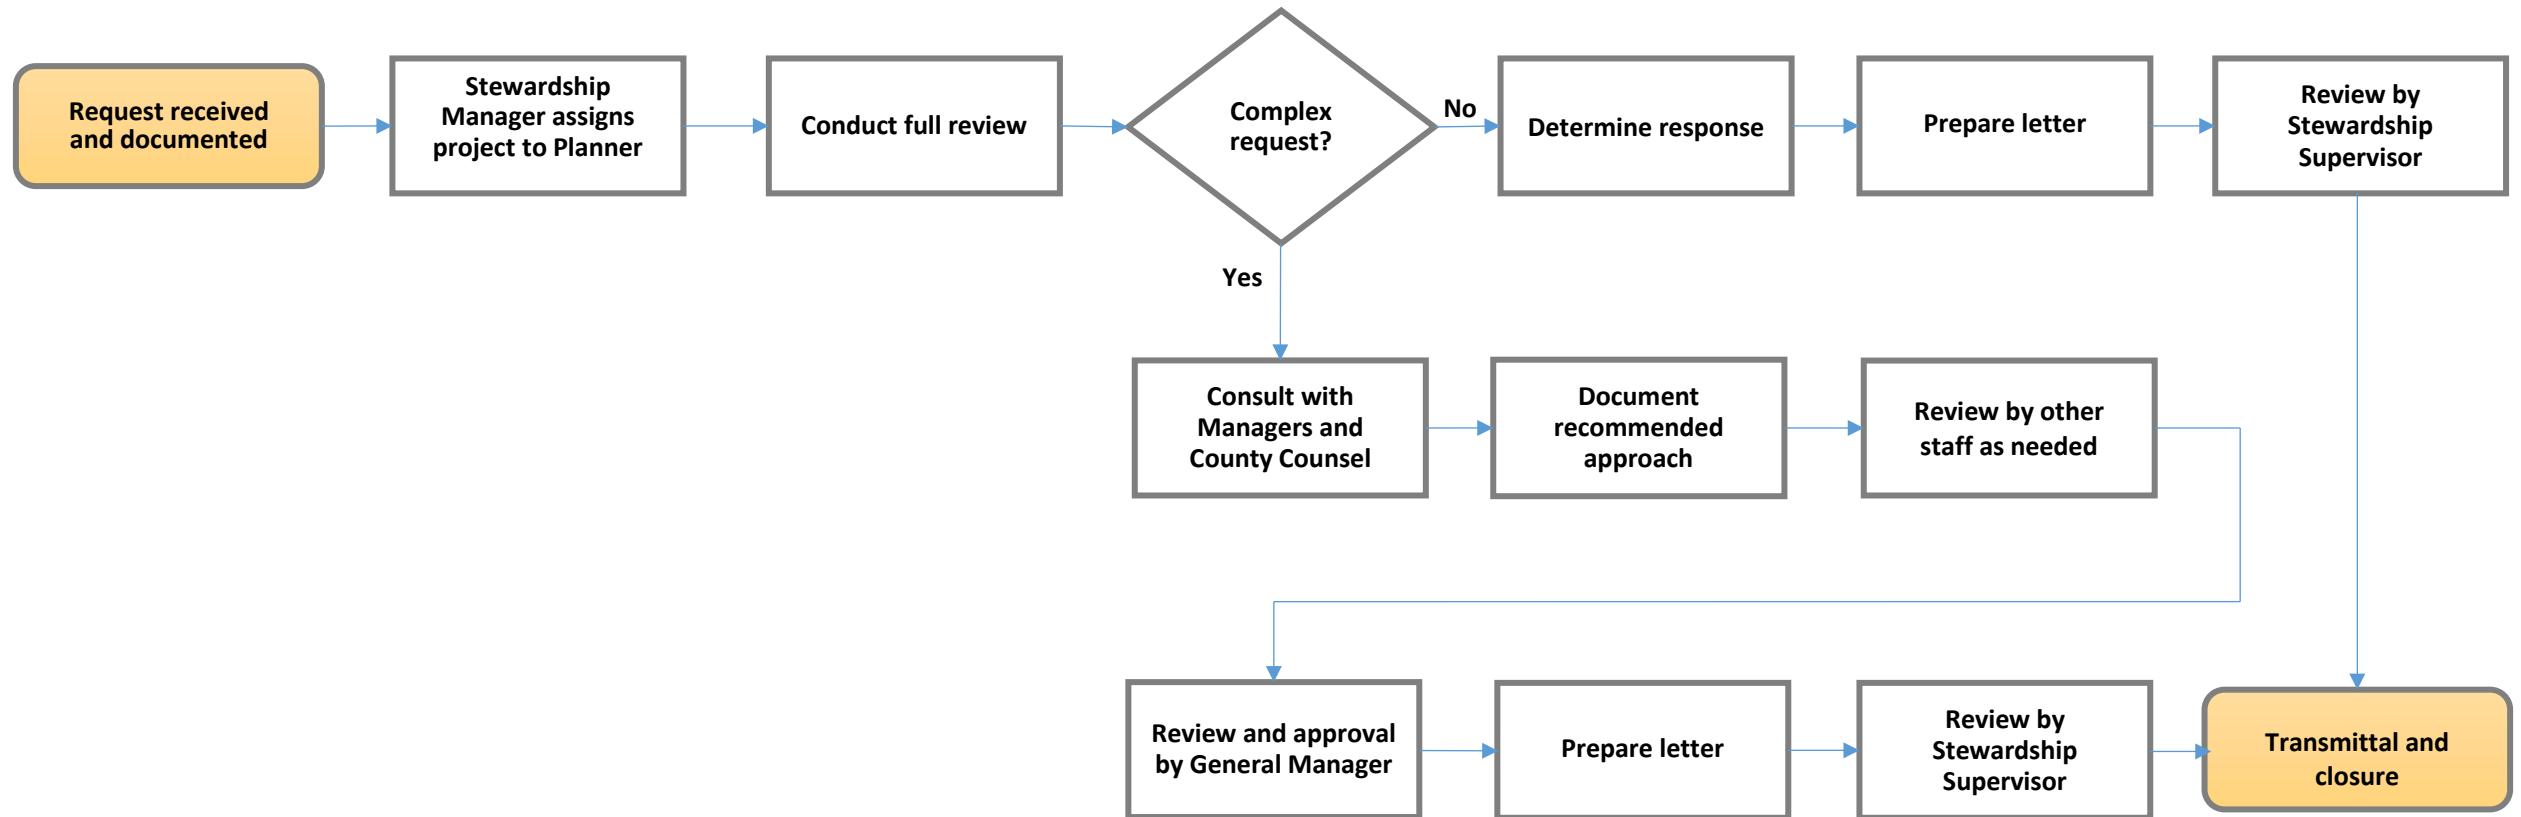 Request received
and documented
Stewardship
Manager assigns
project to Planner
Conduct full review
Complex
request?
No
Determine response
Prepare letter
Review by
Stewardship
Supervisor
Yes
Consult with
Managers and
County Counsel
Document
recommended
approach
Review by other
staff as needed
Review and approval
by General Manager
Prepare letter
Review by
Stewardship
Supervisor
Transmittal and
closure